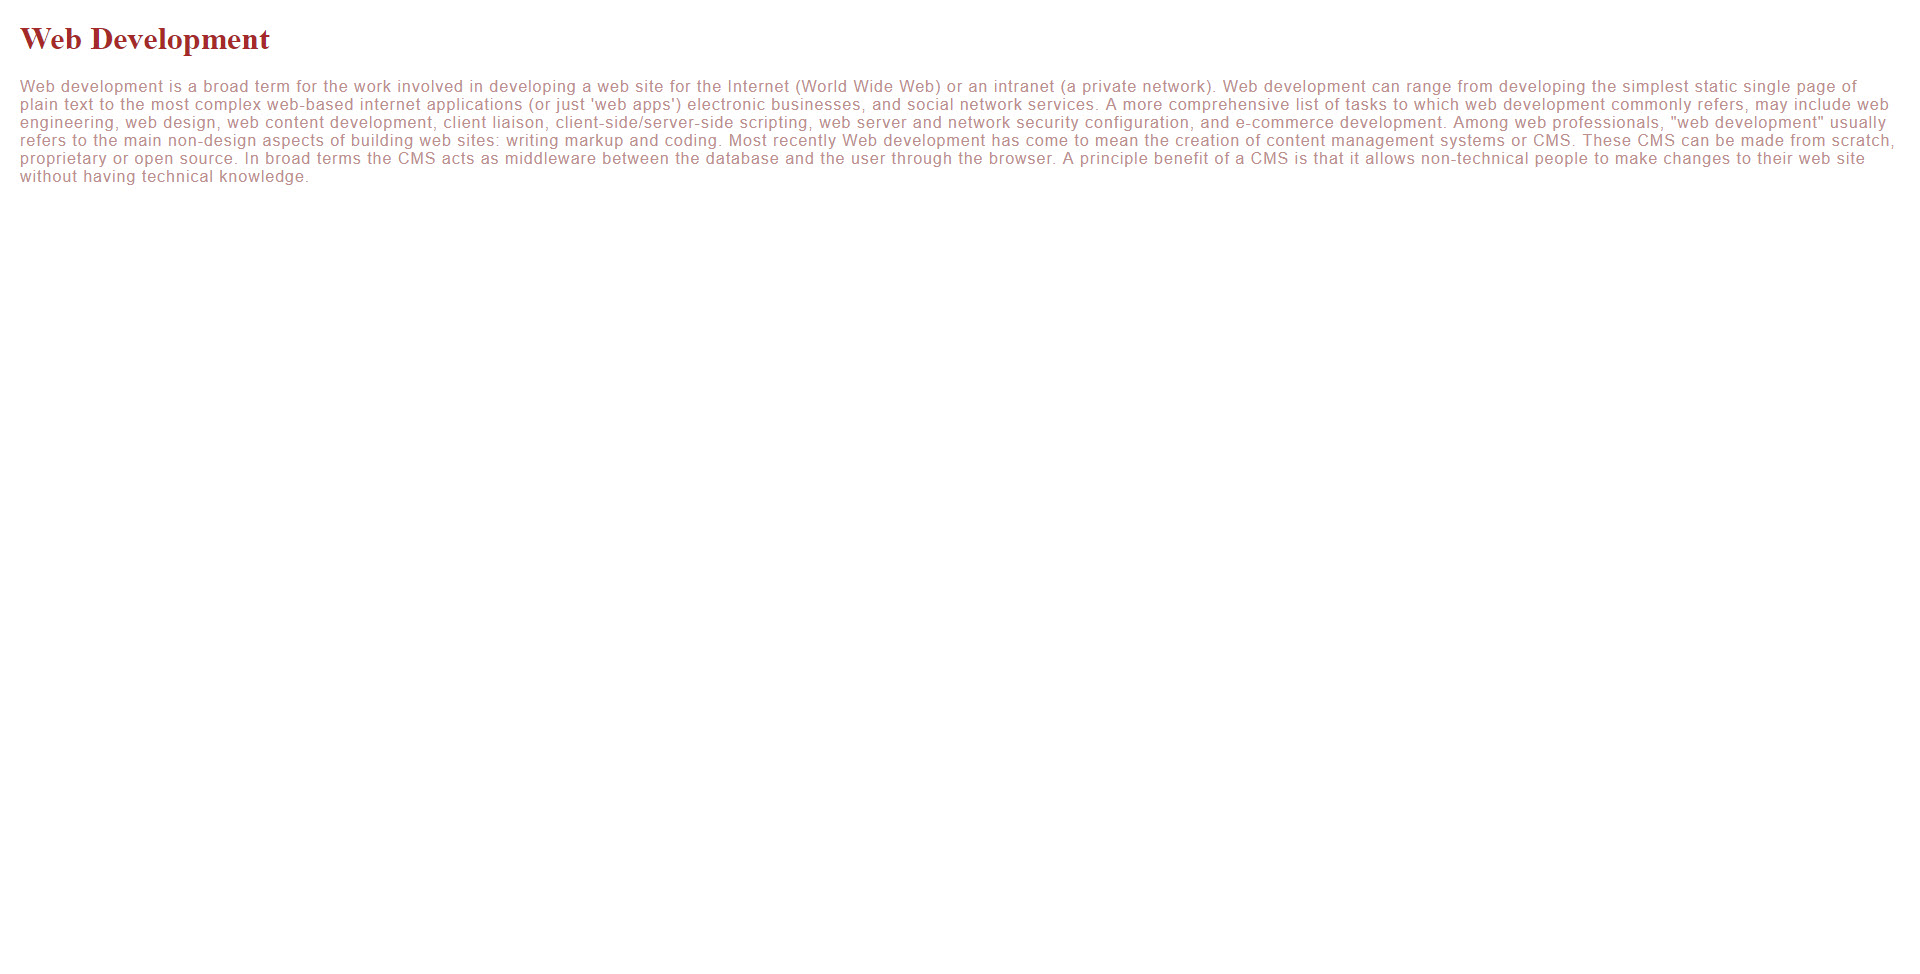 Web Development
Web development is a broad term for the work involved in developing a web site for the Internet (World Wide Web) or an intranet (a private network). Web development can range from developing the simplest static single page of
plain text to the most complex web-based internet applications (or just 'web apps') electronic businesses, and social network services. A more comprehensive list of tasks to which web development commonly refers, may include web
engineering, web design, web content development, client liaison, client-side/server-side scripting, web server and network security configuration, and e-commerce development. Among web professionals, "web development" usually
refers to the main non-design aspects of building web sites: writing markup and coding. Most recently Web development has come to mean the creation of content management systems or CMS. These CMS can be made from scratch,
proprietary or open source. In broad terms the CMS acts as middleware between the database and the user through the browser. A principle benefit of a CMS is that it allows non-technical people to make changes to their web site
without having technical knowledge.